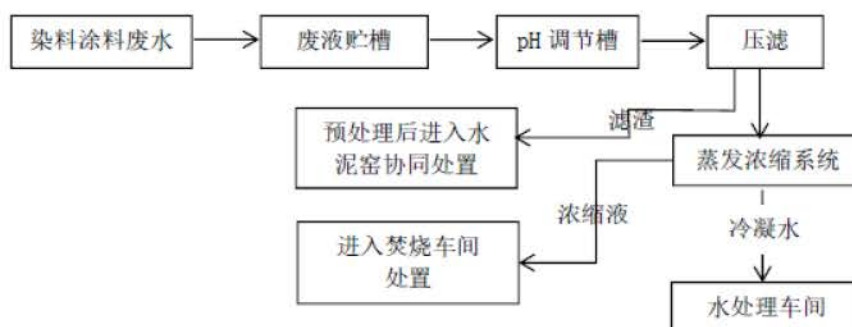 染料涂料废水
废液贮槽
pH 调节槽
压滤
滤渣
预处理后进入水
泥窑协同处置
蒸发浓缩系统
浓缩液
冷凝水
进入焚烧车间
处置
水处理车间